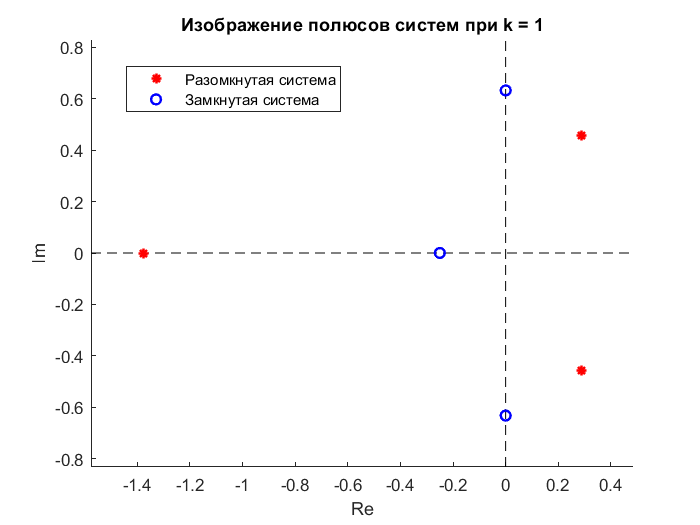 Изображение полюсов систем при k = 1
Разомкнутая система
Замкнутая система
0.8
0.6
0.4
0.2
0
-0.2
-0.4
-0.6
-0.8
Im
-1.4 -1.2 -1 -0.8 -0.6 -0.4 -0.2 0 0.2 0.4
Re